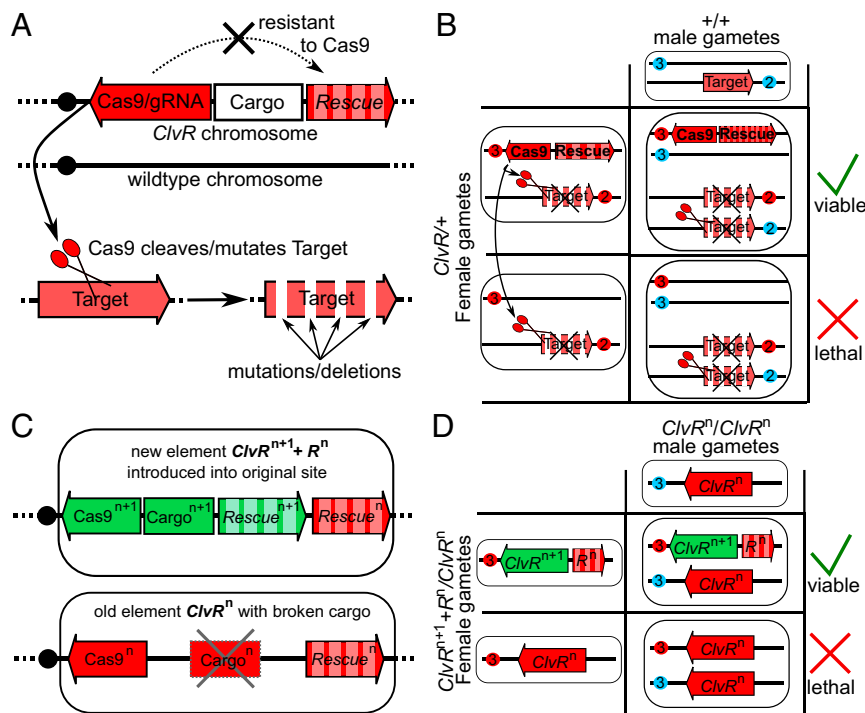 A
resistant
to Cas9
Cas9/gRNA
Cargo
Rescue
ClvR chromosome
wildtype chromosome
Cas9 cleaves/mutates Target
Target
Target
mutations/deletions
B
+/+
male gametes
3
Target
2
ClvR/+
Female gametes
3
Cas9
Rescue
Target
2
3
Cas9
Rescue
3
Target
2
Target
2
viable
3
Target
2
3
3
Target
2
Target
2
lethal
C
new element ClvRⁿ⁺¹+ Rⁿ
introduced into original site
Cas9ⁿ⁺¹
Cargoⁿ⁺¹
Rescueⁿ⁺¹
Rescueⁿ
old element ClvRⁿ with broken cargo
Cas9ⁿ
Cargoⁿ
Rescueⁿ
D
ClvRⁿ/ClvRⁿ
male gametes
3
ClvRⁿ
ClvRⁿ⁺¹+Rⁿ/ClvRⁿ
Female gametes
3
ClvRⁿ⁺¹
Rⁿ
3
ClvRⁿ⁺¹
Rⁿ
3
ClvRⁿ
viable
3
ClvRⁿ
3
ClvRⁿ
3
ClvRⁿ
lethal